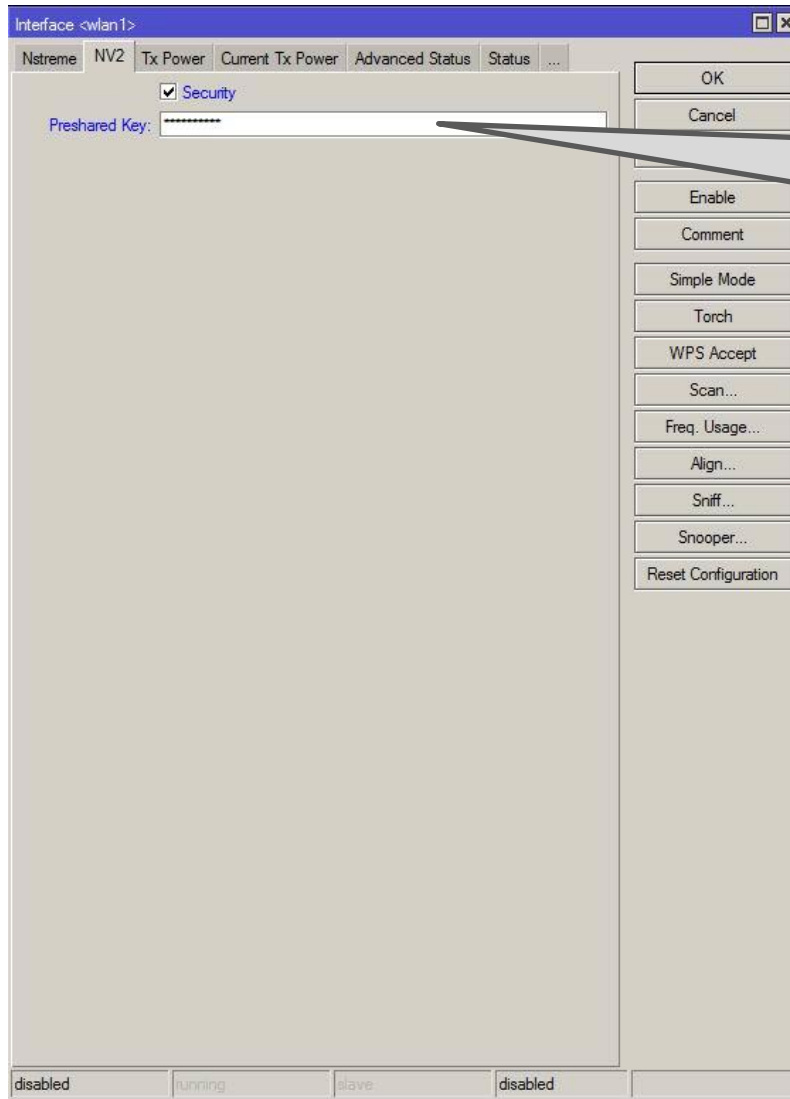 Interface <wlan1>
Nstreme NV2 Tx Power Current Tx Power Advanced Status Status ...
Security
Preshared Key: **********
OK
Cancel
Enable
Comment
Simple Mode
Torch
WPS Accept
Scan...
Freq. Usage...
Align...
Sniff...
Snooper...
Reset Configuration
disabled running slave disabled